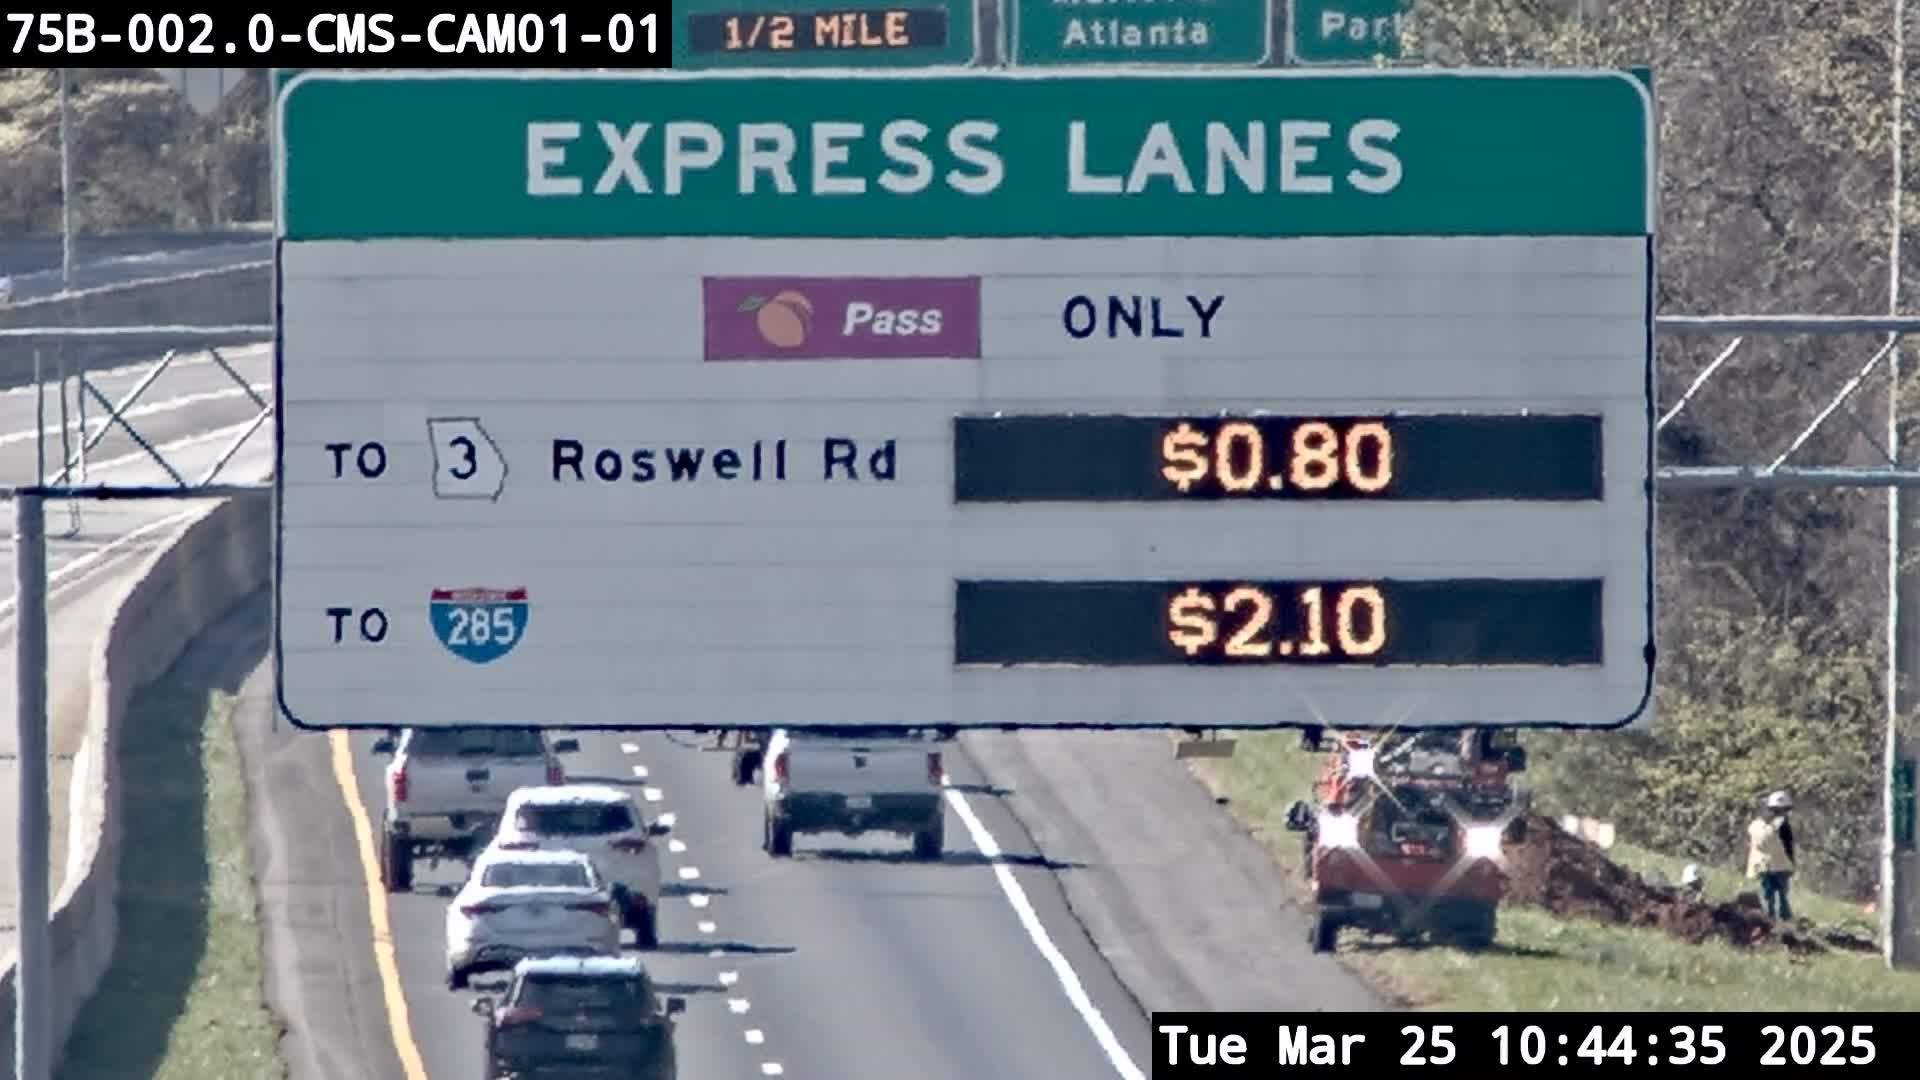 75B-002.0-CMS-CAM01-01
1/2 MILE
Atlanta
EXPRESS LANES
Pass ONLY
TO 3 Roswell Rd $0.80
TO 285 $2.10
Tue Mar 25 10:44:35 2025